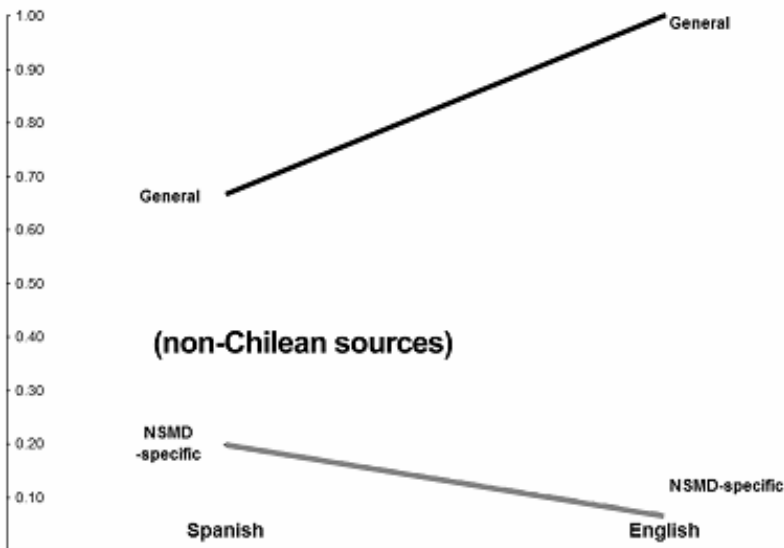 1.00
General
0.90
0.80
0.70
General
0.60
0.50
0.40
(non-Chilean sources)
0.30
NSMD
-specific
0.20
NSMD-specific
0.10
Spanish
English